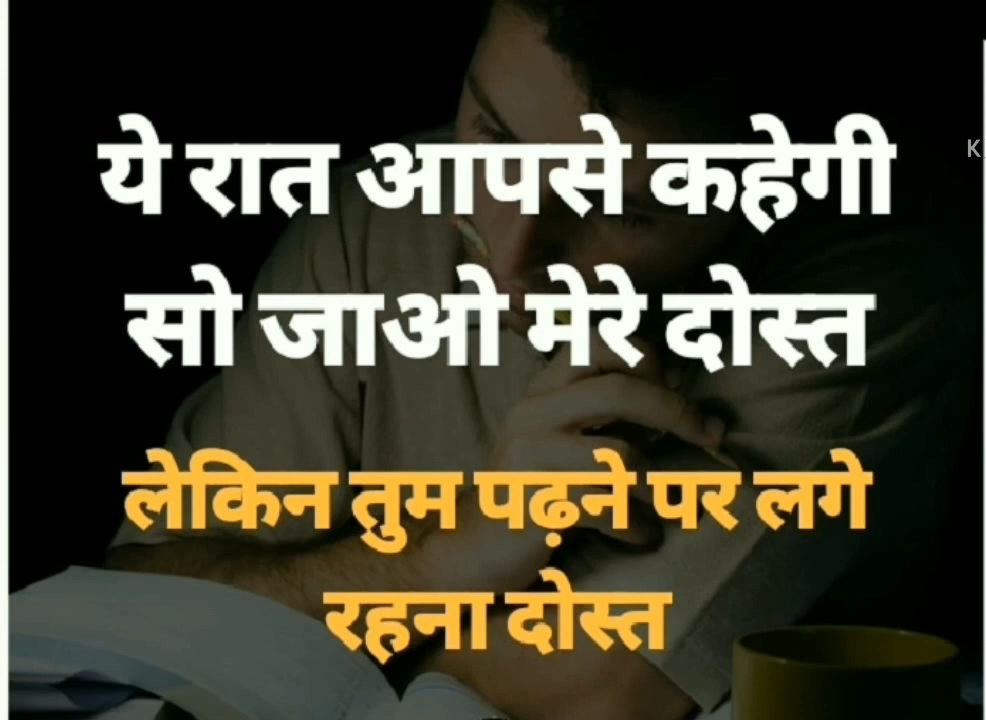 ये रात आपसे कहेगी
सो जाओ मेरे दोस्त
लेकिन तुम पढ़ने पर लगे
रहना दोस्त